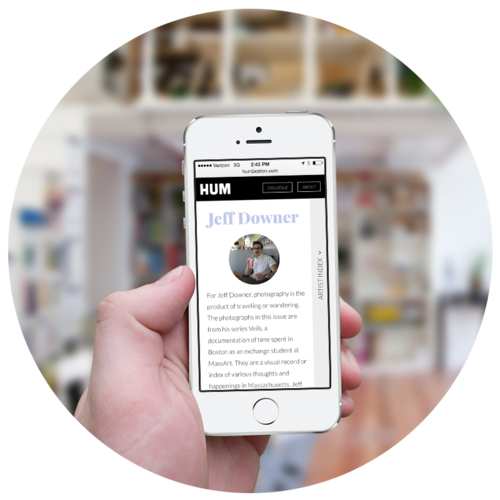 Verizon 3G 2:43 PM
humboston.com
HUM
DIALOGUE ABOUT
Jeff Downer
ARTIST INDEX
For Jeff Downer, photography is the
product of traveling or wandering.
The photographs in this issue are
from his series Veils, a
documentation of time spent in
Boston as an exchange student at
MassArt. They are a visual record or
index of various thoughts and
happenings in Massachusetts. Jeff